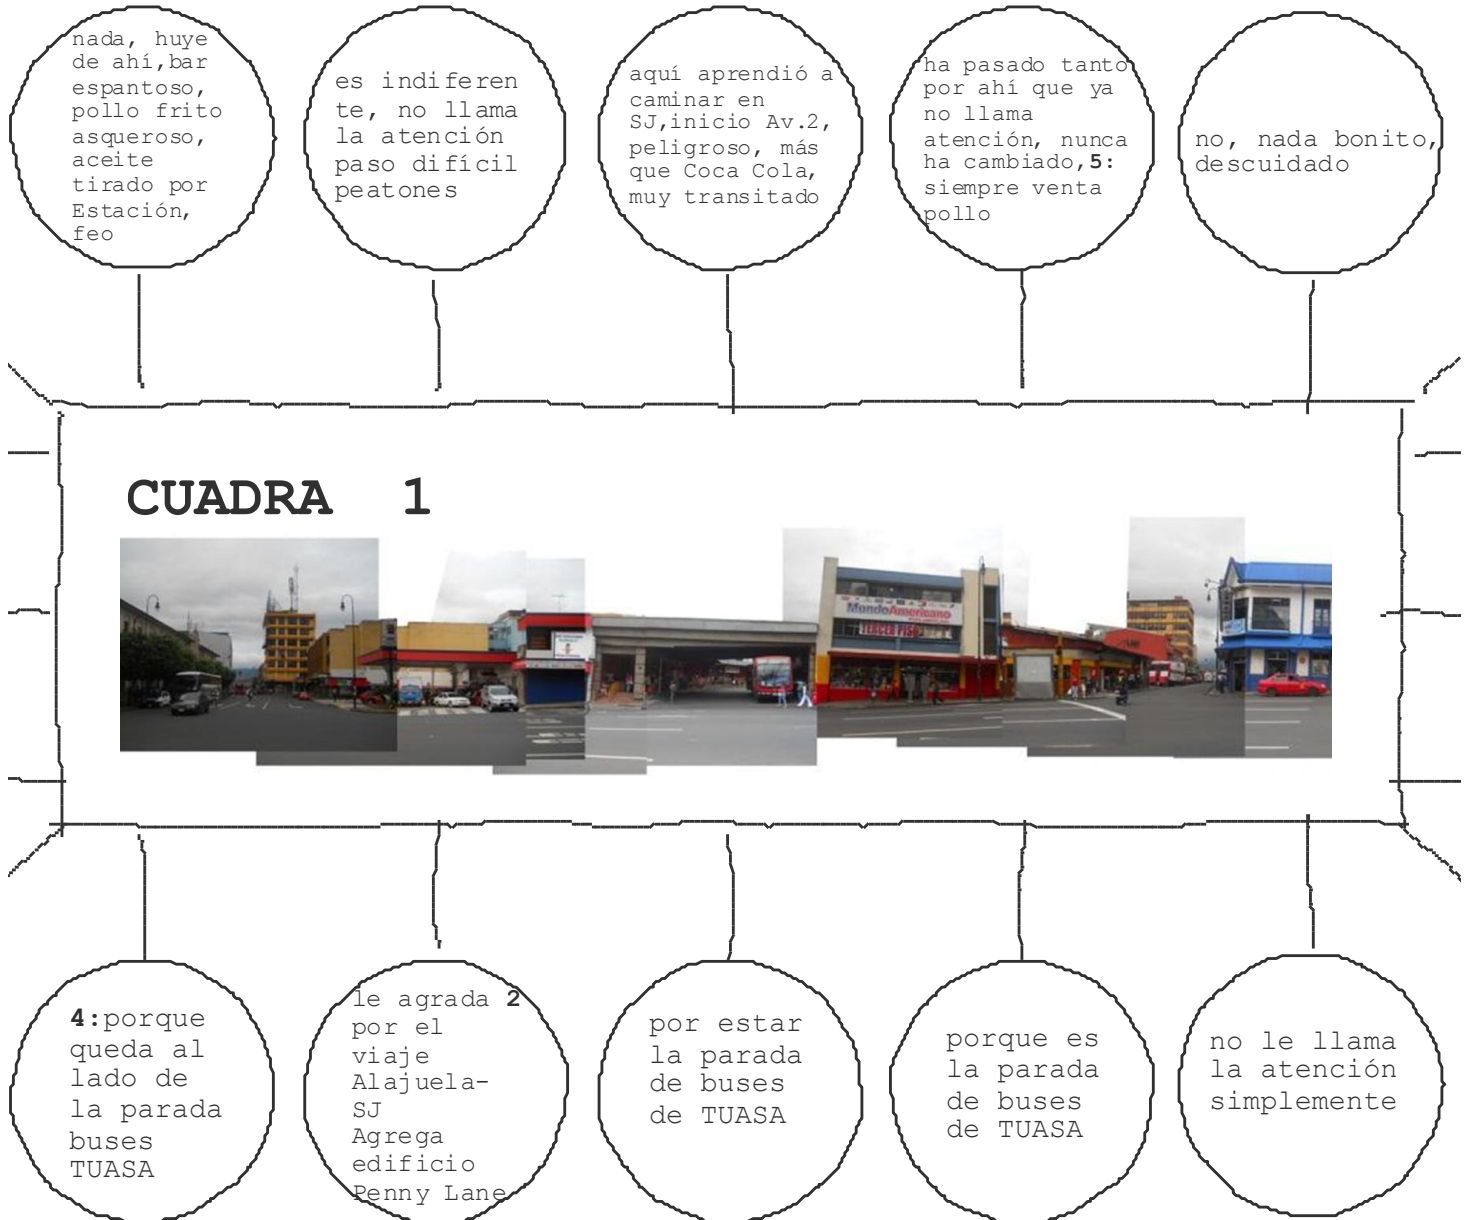 nada, huye
de ahí,bar
espantoso,
pollo frito
asqueroso,
aceite
tirado por
Estación,
feo
es indiferen
te, no llama
la atención
paso difícil
peatones
aquí aprendió a
caminar en
SJ,inicio Av.2,
peligroso, más
que Coca Cola,
muy transitado
ha pasado tanto
por ahí que ya
no llama
atención, nunca
ha cambiado,5:
siempre venta
pollo
no, nada bonito,
descuidado
CUADRA 1
MundoAmericano
TERCER PISO
4:porque
queda al
lado de
la parada
buses
TUASA
le agrada 2
por el
viaje
Alajuela-
SJ
Agrega
edificio
Penny Lane
por estar
la parada
de buses
de TUASA
porque es
la parada
de buses
de TUASA
no le llama
la atención
simplemente